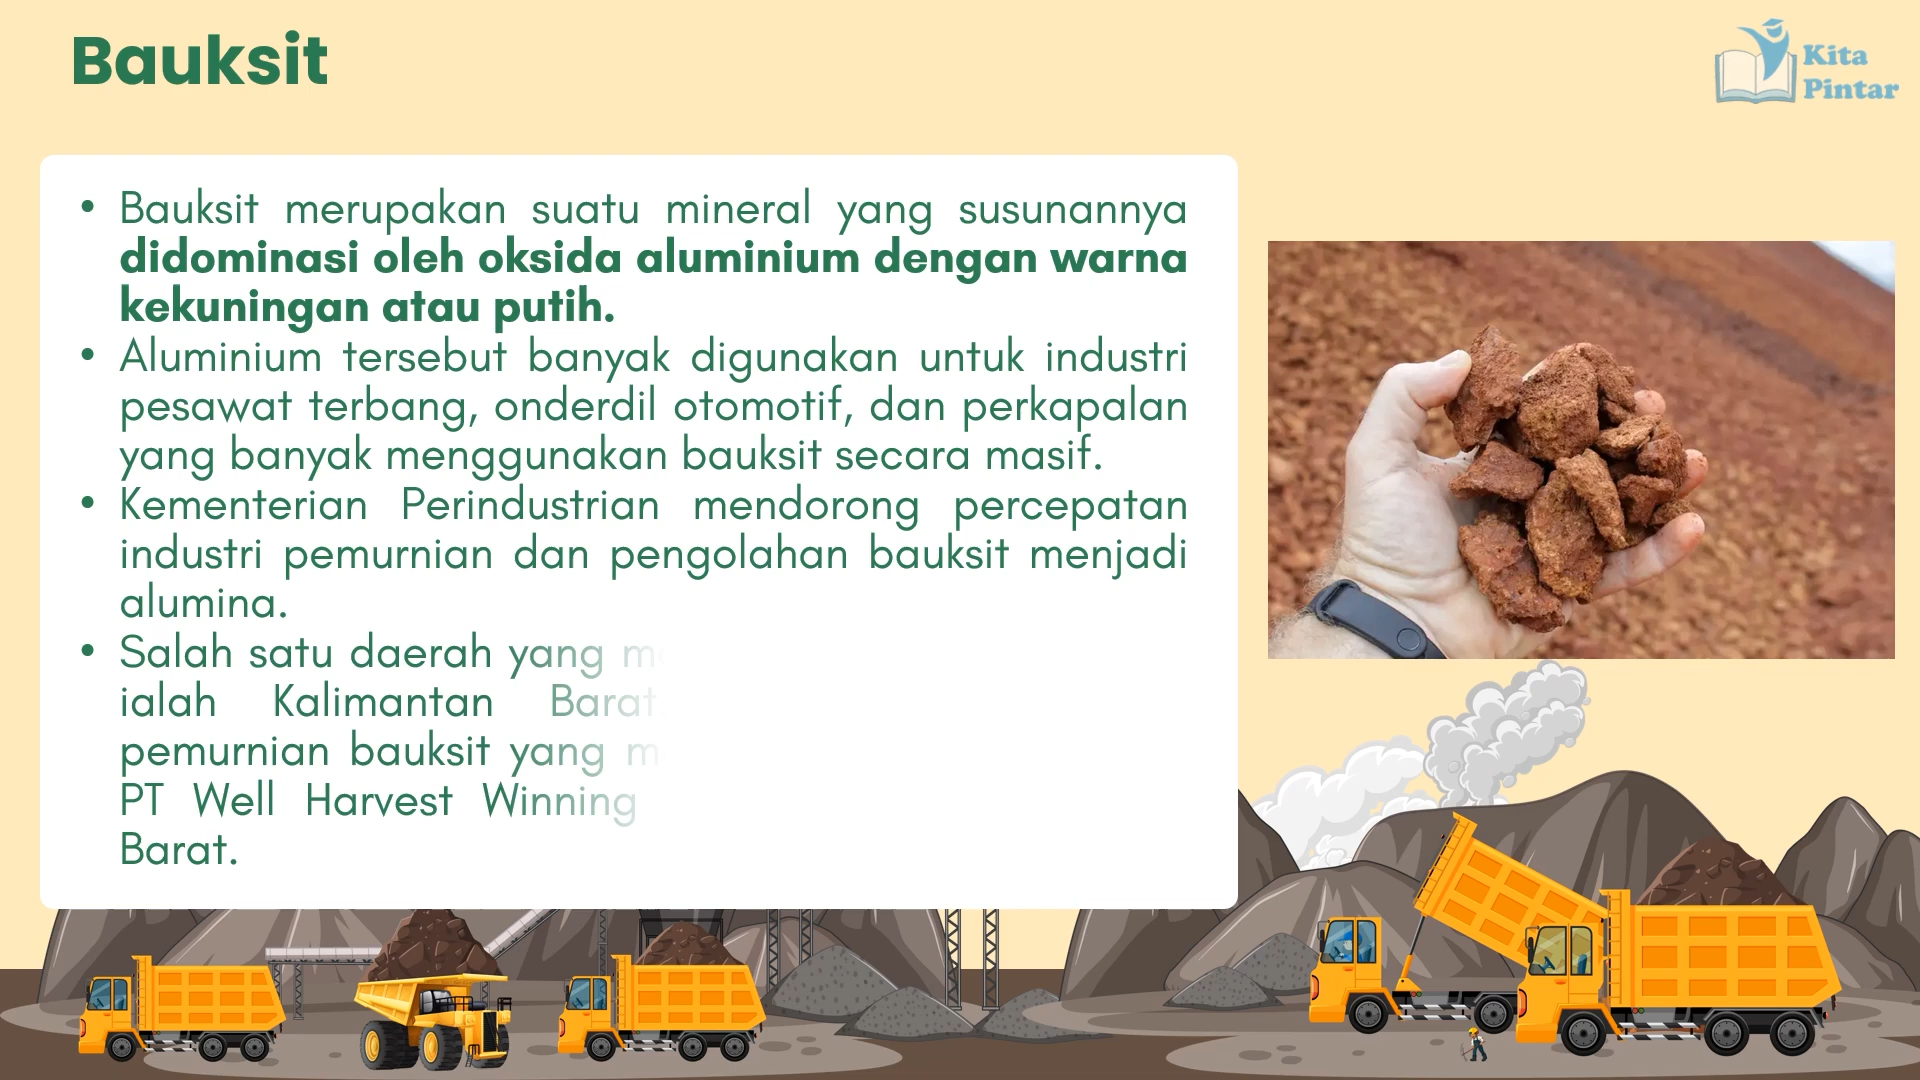 Bauksit
Kita
Pintar
• Bauksit merupakan suatu mineral yang susunannya
didominasi oleh oksida aluminium dengan warna
kekuningan atau putih.
• Aluminium tersebut banyak digunakan untuk industri
pesawat terbang, onderdil otomotif, dan perkapalan
yang banyak menggunakan bauksit secara masif.
• Kementerian Perindustrian mendorong percepatan
industri pemurnian dan pengolahan bauksit menjadi
alumina.
• Salah satu daerah yang
ialah Kalimantan Barat
pemurnian bauksit yang
PT Well Harvest Winning
Barat.